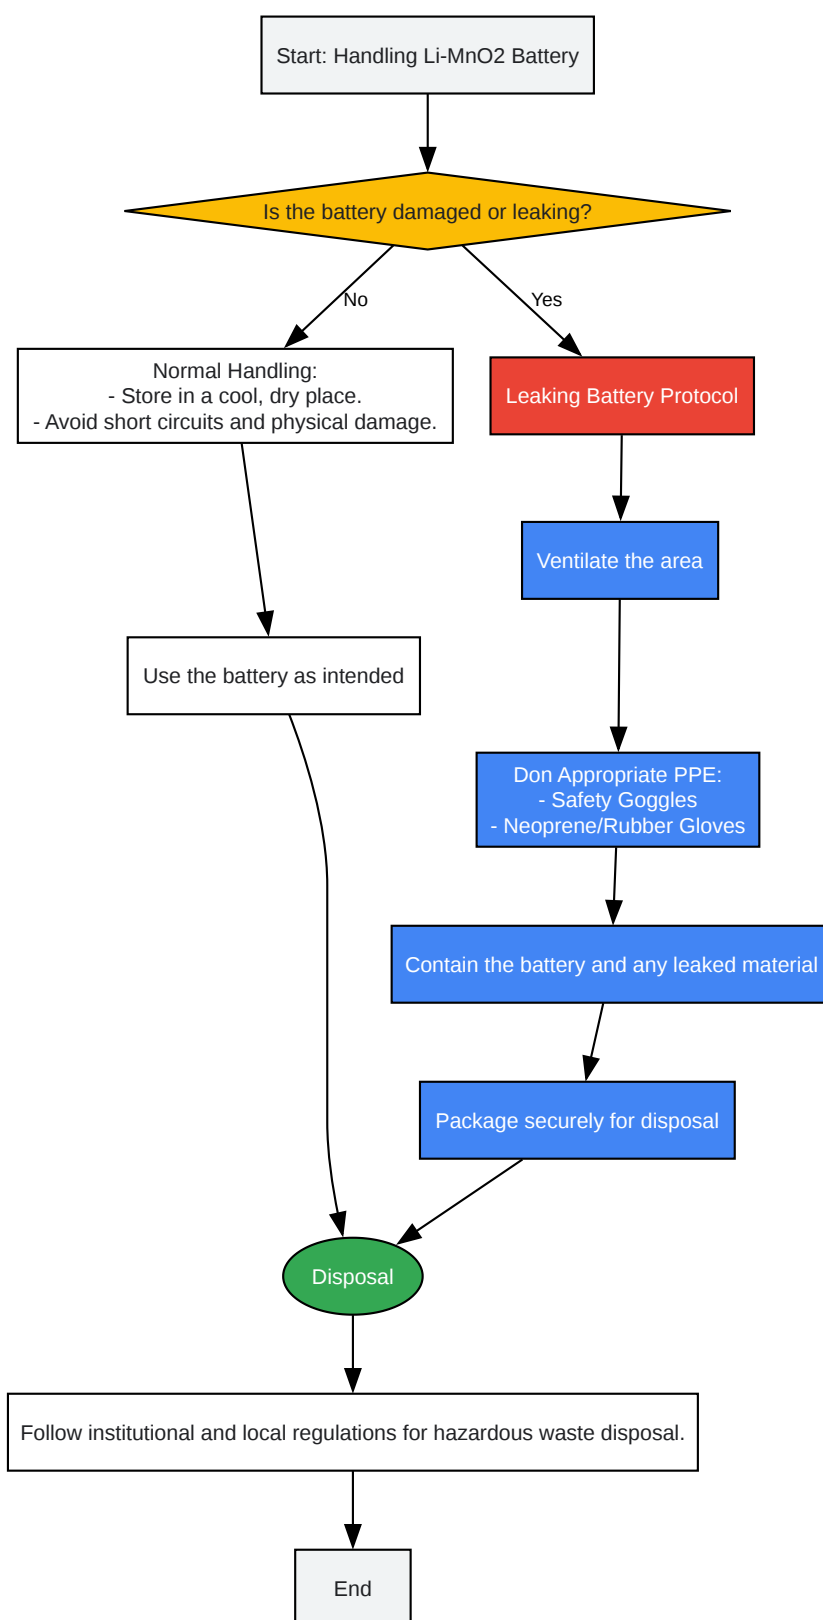 Start: Handling Li-MnO2 Battery
Is the battery damaged or leaking?
No
Yes
Normal Handling:
- Store in a cool, dry place.
- Avoid short circuits and physical damage.
Leaking Battery Protocol
Ventilate the area
Use the battery as intended
Don Appropriate PPE:
- Safety Goggles
- Neoprene/Rubber Gloves
Contain the battery and any leaked material
Package securely for disposal
Disposal
Follow institutional and local regulations for hazardous waste disposal.
End